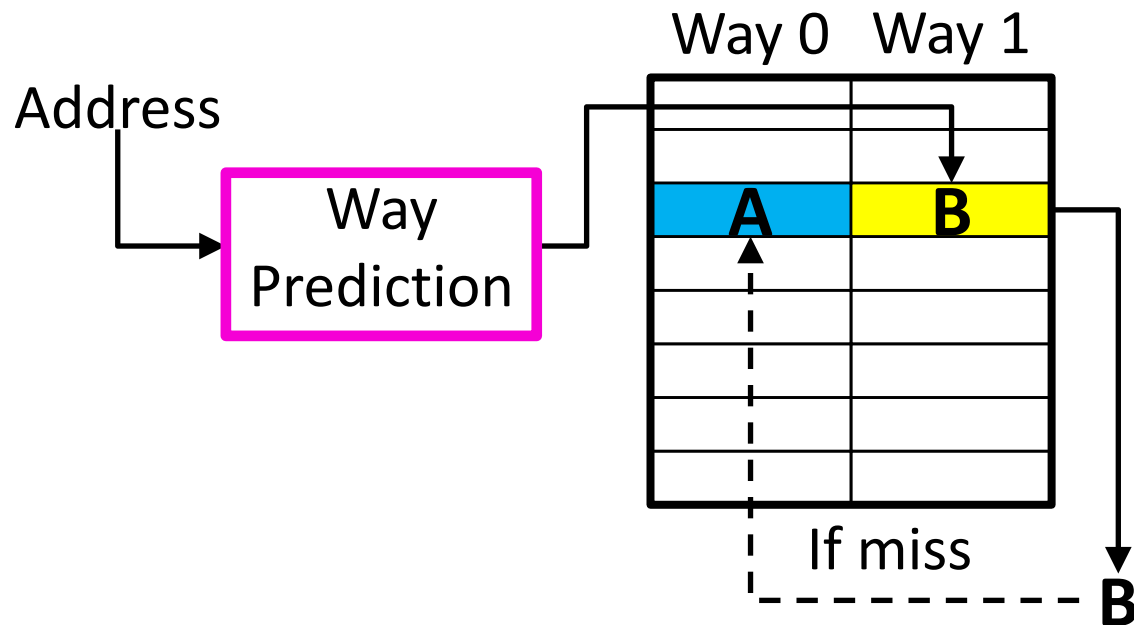 Way 0 Way 1
Address
Way
Prediction
A B
If miss
B